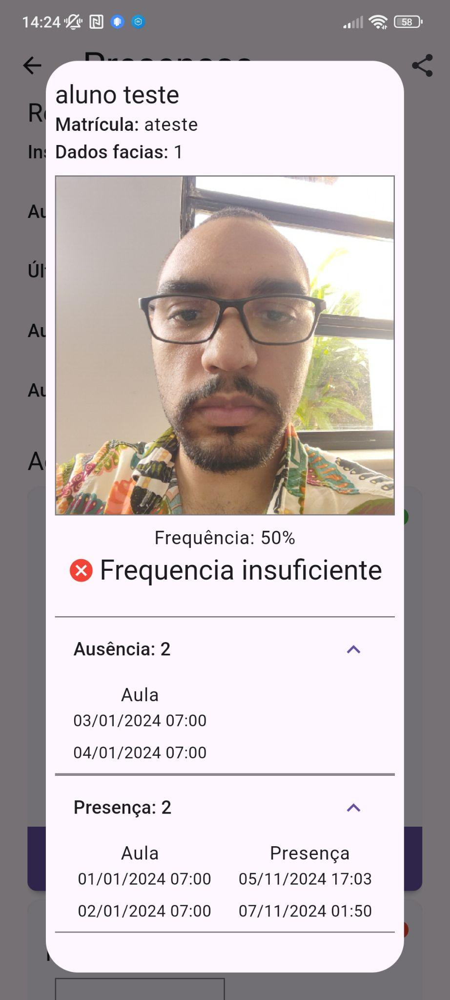 14:24
58
aluno teste
Matrícula: ateste
Dados facias: 1
Frequência: 50%
Frequencia insuficiente
Ausência: 2
Aula
03/01/2024 07:00
04/01/2024 07:00
Presença: 2
Aula Presença
01/01/2024 07:00 05/11/2024 17:03
02/01/2024 07:00 07/11/2024 01:50